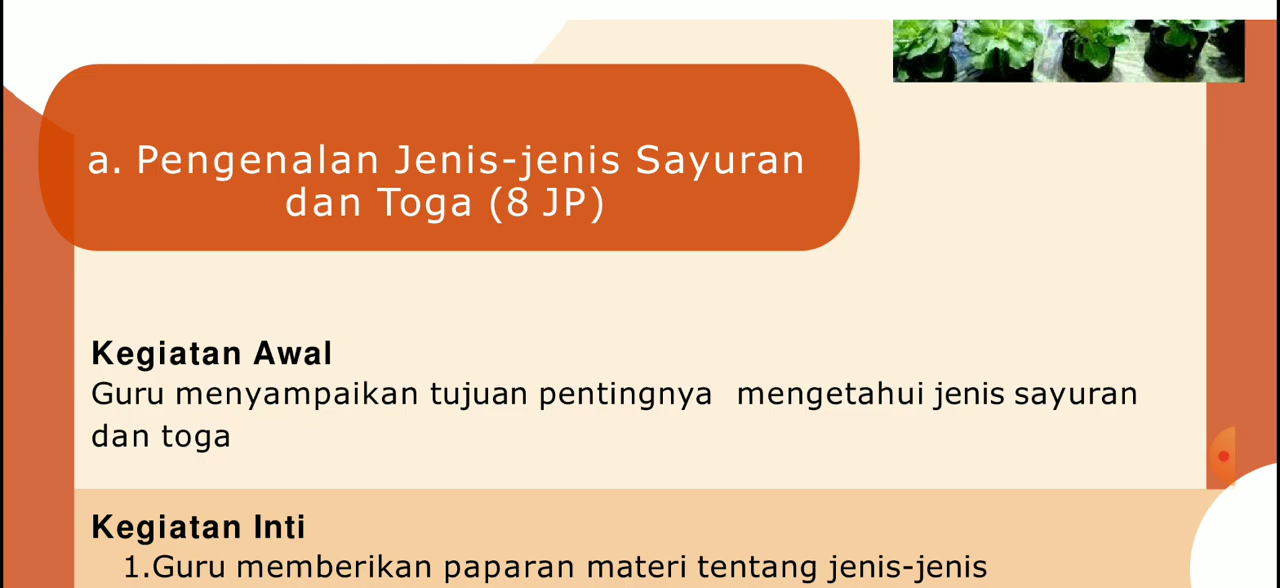 a. Pengenalan Jenis-jenis Sayuran
dan Toga (8 JP)
Kegiatan Awal
Guru menyampaikan tujuan pentingnya mengetahui jenis sayuran
dan toga
Kegiatan Inti
1.Guru memberikan paparan materi tentang jenis-jenis